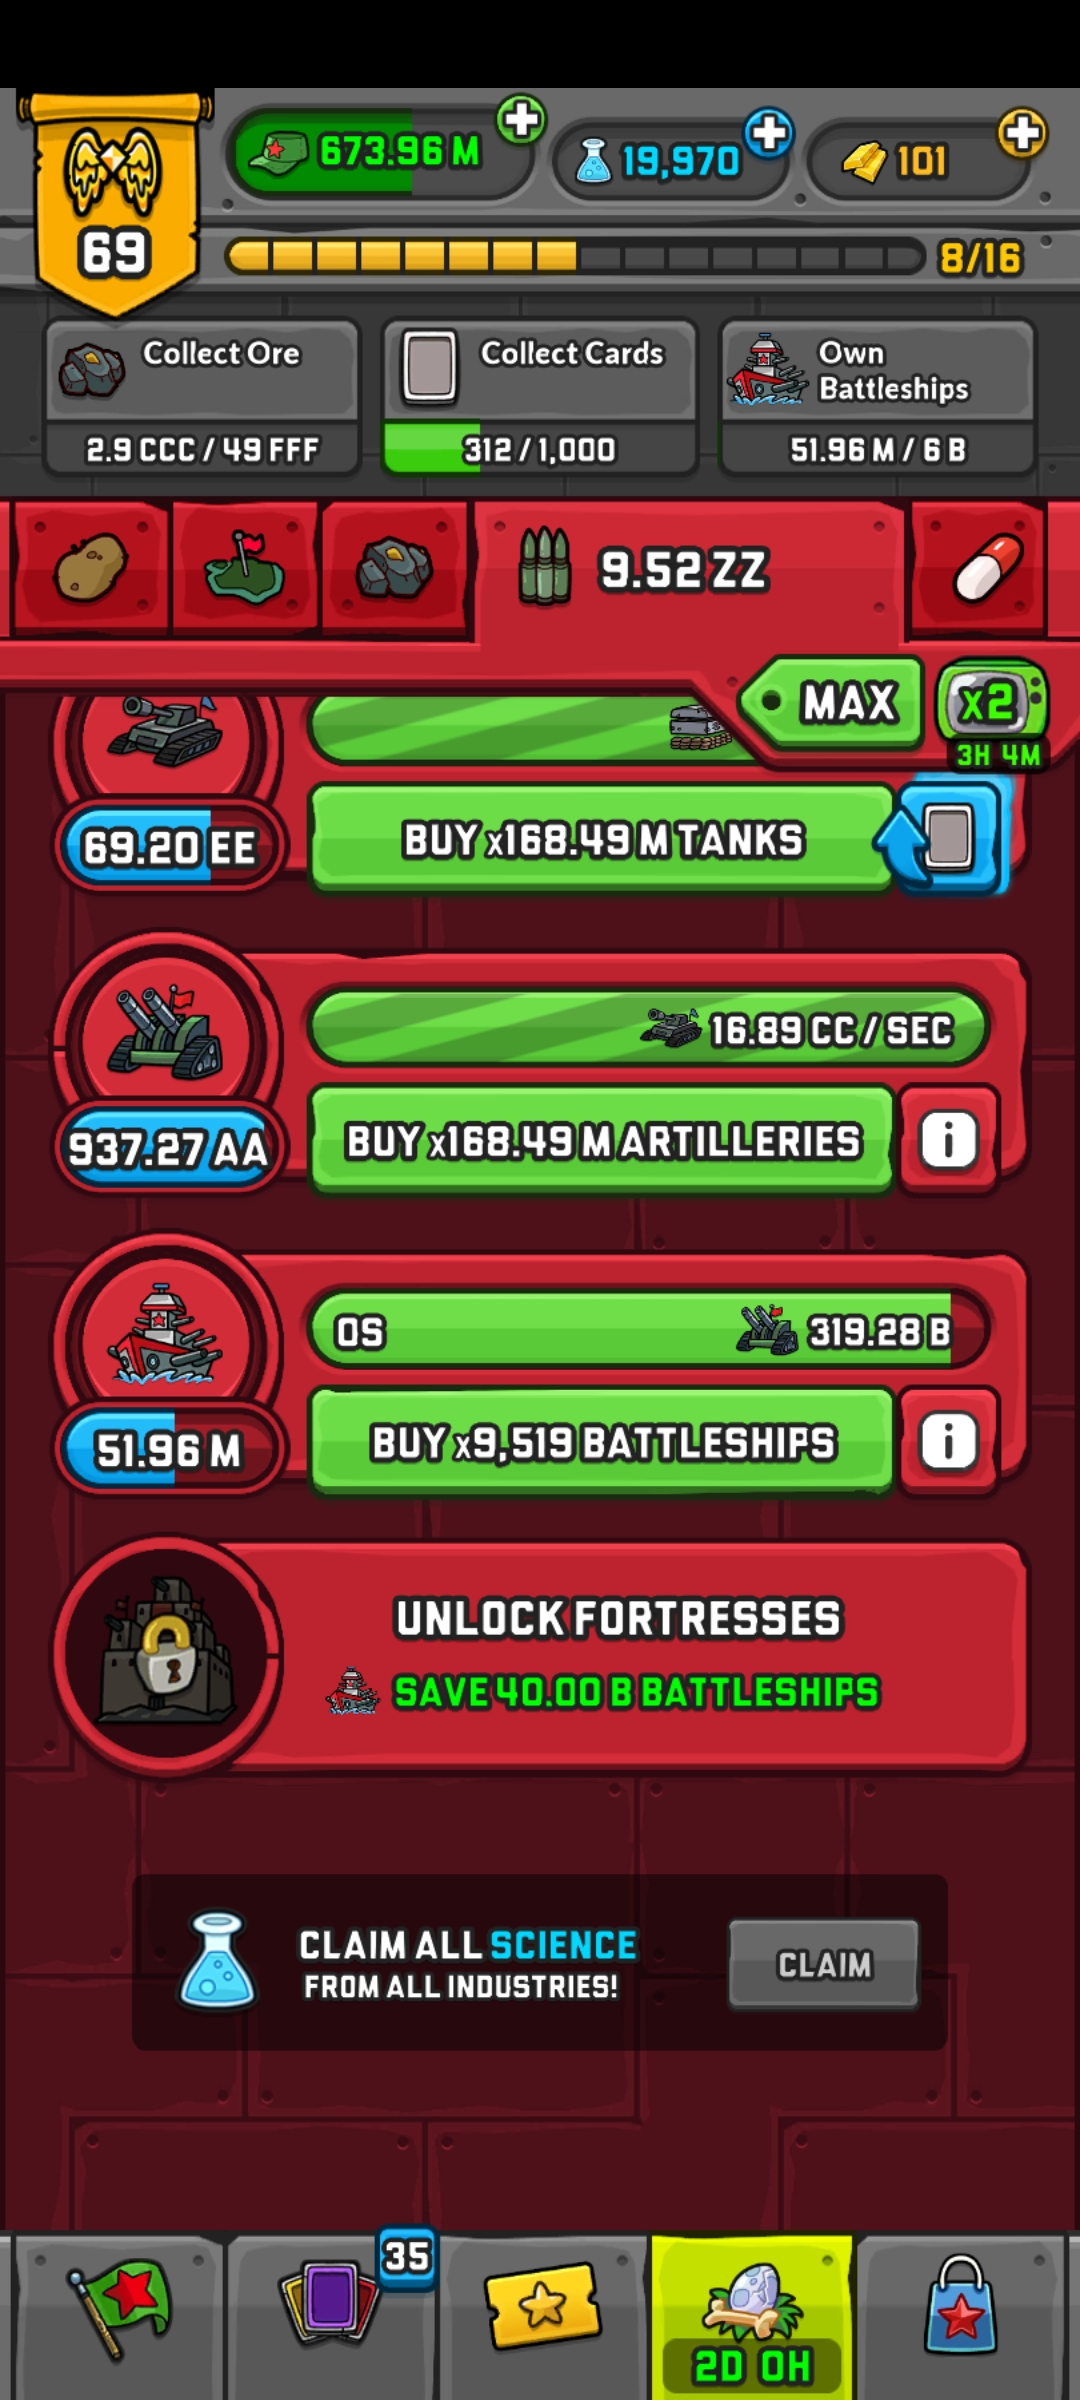 69
673.96 M
19,970
101
8/16
Collect Ore
2.9 CCC / 49 FFF
Collect Cards
312 / 1,000
Own
Battleships
51.96 M / 6 B
9.52 ZZ
MAX
x2
3H 4M
69.20 EE
BUY x168.49 M TANKS
16.89 CC / SEC
937.27 AA
BUY x168.49 M ARTILLERIES
i
0S
319.28 B
51.96 M
BUY x9,519 BATTLESHIPS
i
UNLOCK FORTRESSES
SAVE 40.00 B BATTLESHIPS
CLAIM ALL SCIENCE
FROM ALL INDUSTRIES!
CLAIM
35
2D 0H